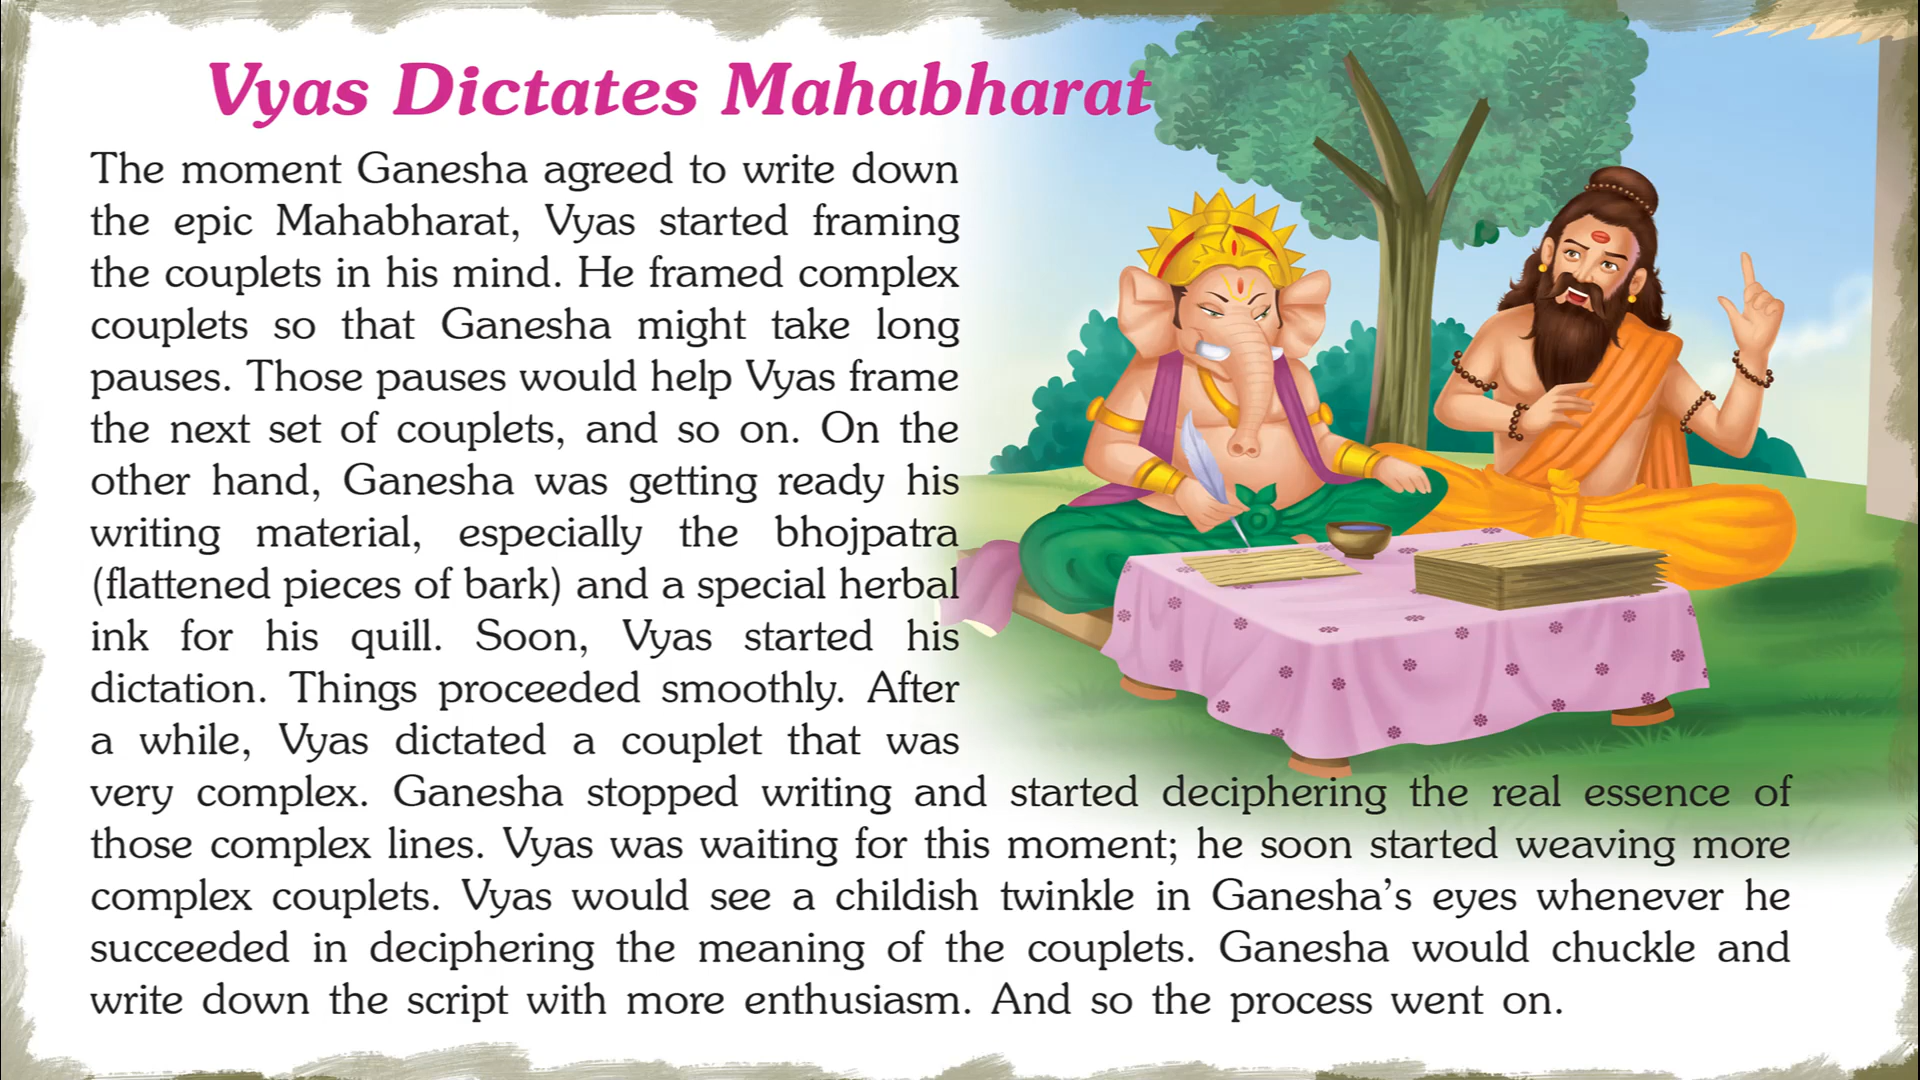 Vyas Dictates Mahabharat
The moment Ganesha agreed to write down
the epic Mahabharat, Vyas started framing
the couplets in his mind. He framed complex
couplets so that Ganesha might take long
pauses. Those pauses would help Vyas frame
the next set of couplets, and so on. On the
other hand, Ganesha was getting ready his
writing material, especially the bhojpatra
(flattened pieces of bark) and a special herbal
ink for his quill. Soon, Vyas started his
dictation. Things proceeded smoothly. After
a while, Vyas dictated a couplet that was
very complex. Ganesha stopped writing and started deciphering the real essence of
those complex lines. Vyas was waiting for this moment; he soon started weaving more
complex couplets. Vyas would see a childish twinkle in Ganesha’s eyes whenever he
succeeded in deciphering the meaning of the couplets. Ganesha would chuckle and
write down the script with more enthusiasm. And so the process went on.